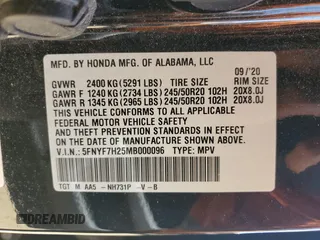 MFD. BY HONDA MFG. OF ALABAMA, LLC
09/'20
GVWR 2400 KG (5291 LBS) TIRE SIZE RIM SIZE
GAWR F 1240 KG (2734 LBS) 245/50R20 102H 20X8.0J
GAWR R 1345 KG (2965 LBS) 245/50R20 102H 20X8.0J
THIS VEHICLE CONFORMS TO ALL APPLICABLE
FEDERAL MOTOR VEHICLE SAFETY
STANDARDS IN EFFECT
ON THE DATE OF MANUFACTURE SHOWN ABOVE.
V.I.N.: 5FNYF7H25MB000096 TYPE: MPV
TGT M AA5 -NH731P -V -B
DREAMBID